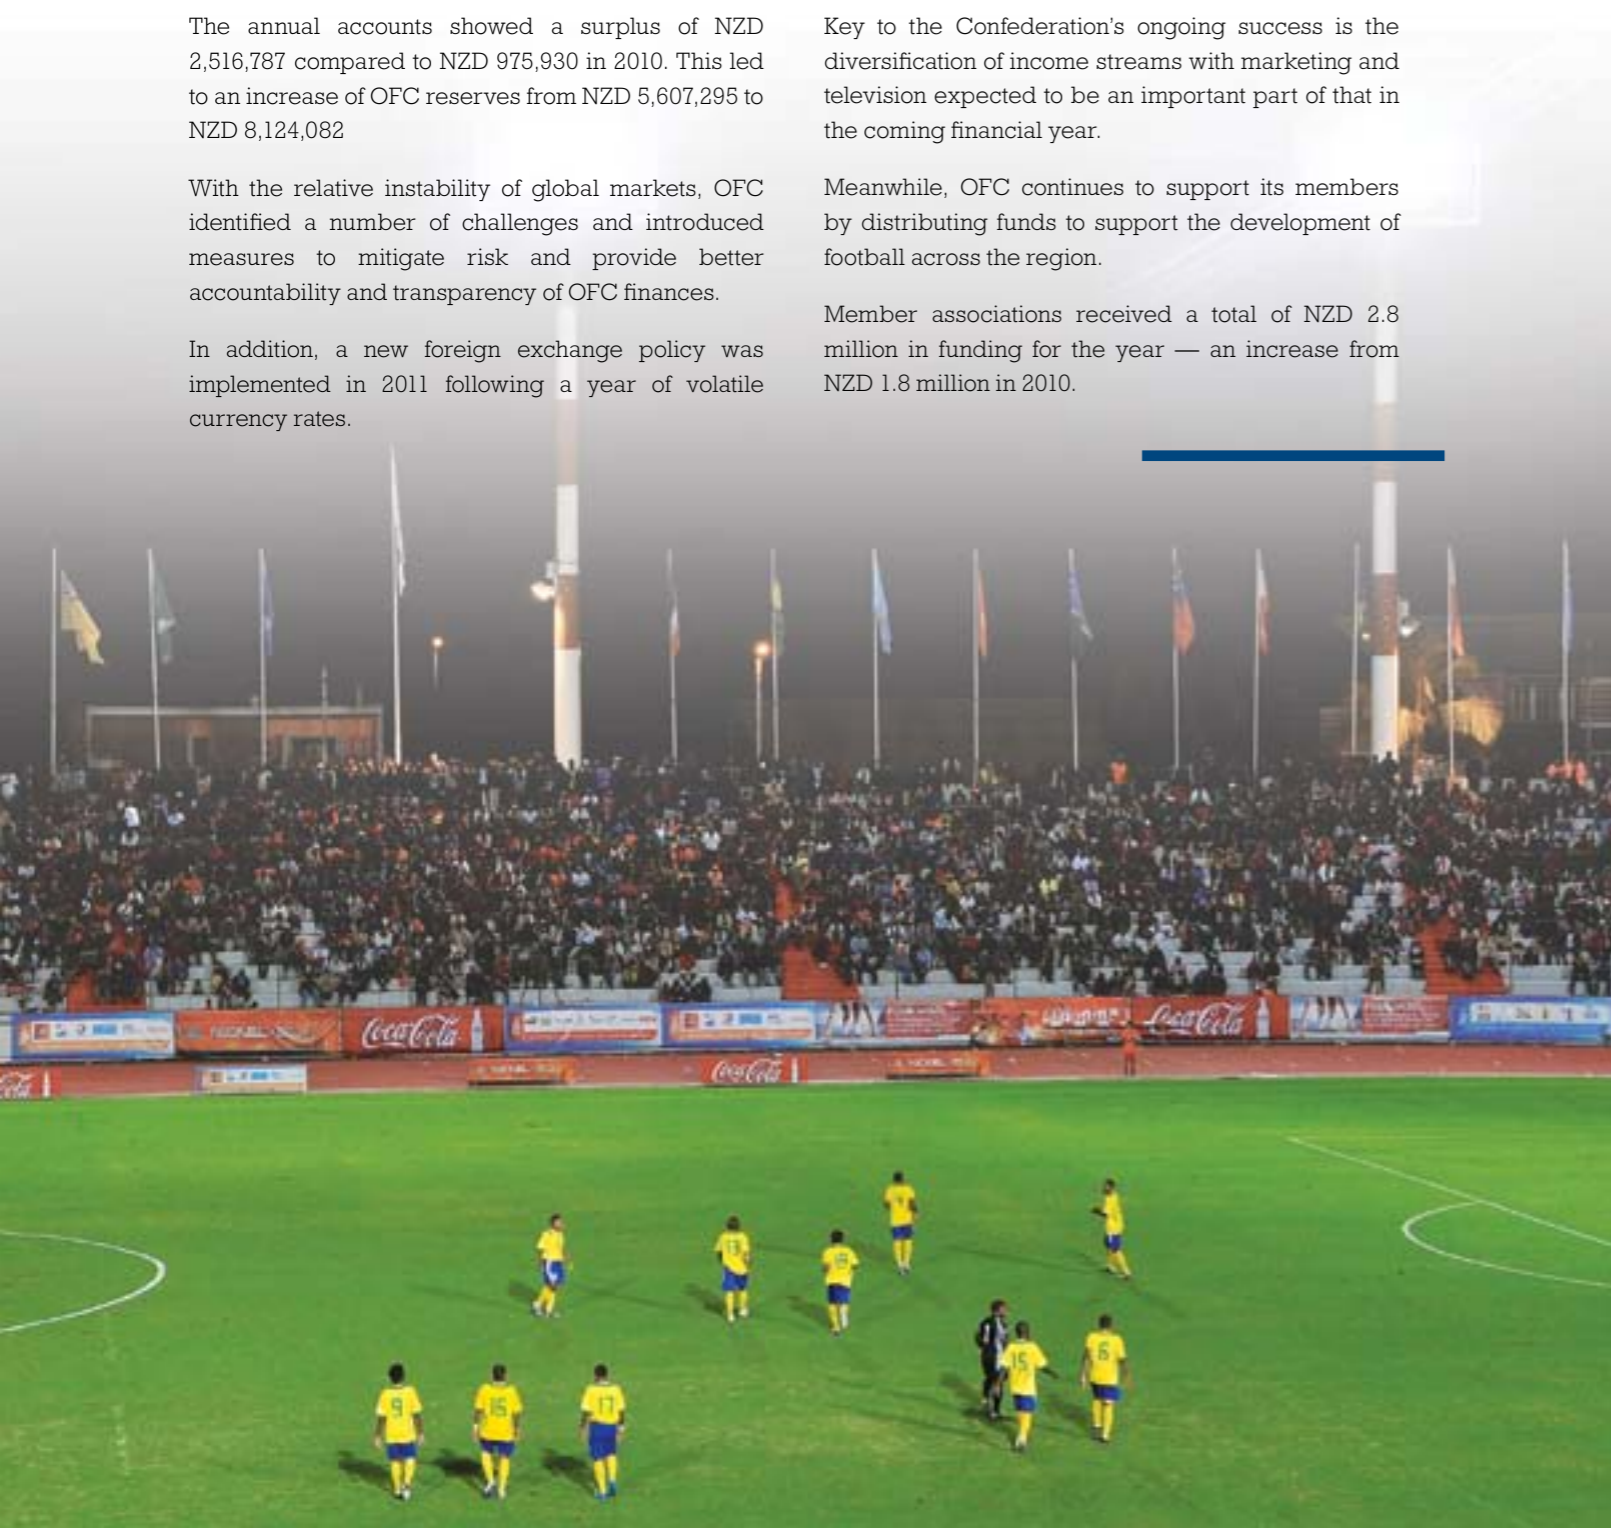 The annual accounts showed a surplus of NZD
2,516,787 compared to NZD 975,930 in 2010. This led
to an increase of OFC reserves from NZD 5,607,295 to
NZD 8,124,082
With the relative instability of global markets, OFC
identified a number of challenges and introduced
measures to mitigate risk and provide better
accountability and transparency of OFC finances.
In addition, a new foreign exchange policy was
implemented in 2011 following a year of volatile
currency rates.
Key to the Confederation's ongoing success is the
diversification of income streams with marketing and
television expected to be an important part of that in
the coming financial year.
Meanwhile, OFC continues to support its members
by distributing funds to support the development of
football across the region.
Member associations received a total of NZD 2.8
million in funding for the year — an increase from
NZD 1.8 million in 2010.
Coca-Cola
Coca-Cola
Cola
Coca-Cola
13
15
6
9
16
17